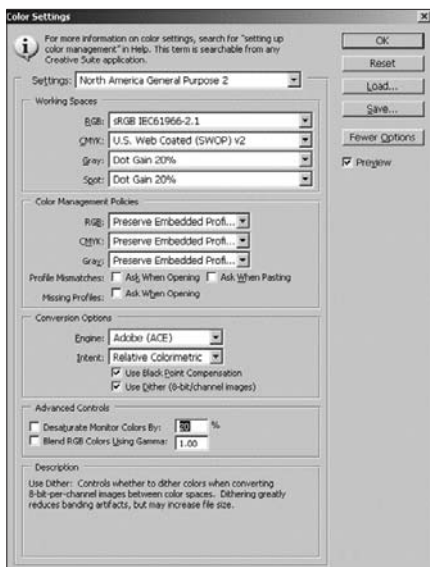 Color Settings
For more information on color settings, search for "setting up
color management" in Help. This term is searchable from any
Creative Suite application.
OK
Reset
Load...
Save...
Fewer Options
Preview
Settings: North America General Purpose 2
Working Spaces
RGB: sRGB IEC61966-2.1
CMYK: U.S. Web Coated (SWOP) v2
Gray: Dot Gain 20%
Spot: Dot Gain 20%
Color Management Policies
RGB: Preserve Embedded Profi...
CMYK: Preserve Embedded Profi...
Gray: Preserve Embedded Profi...
Profile Mismatches: Ask When Opening Ask When Pasting
Missing Profiles: Ask When Opening
Conversion Options
Engine: Adobe (ACE)
Intent: Relative Colorimetric
Use Black Point Compensation
Use Dither (8-bit/channel images)
Advanced Controls
Desaturate Monitor Colors By: 20 %
Blend RGB Colors Using Gamma: 1.00
Description
Use Dither: Controls whether to dither colors when converting
8-bit-per-channel images between color spaces. Dithering greatly
reduces banding artifacts, but may increase file size.